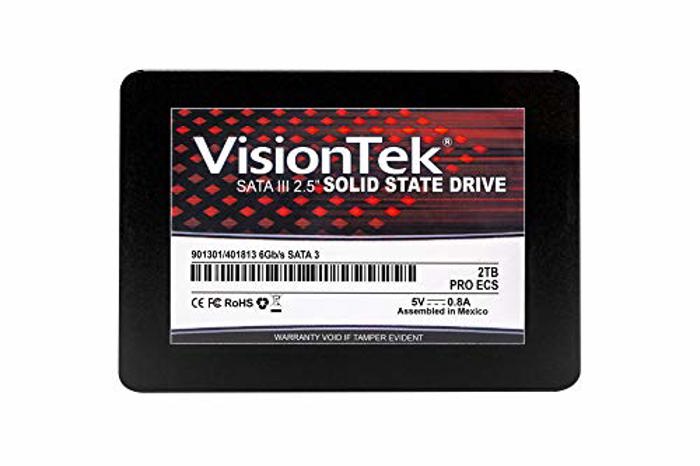 VisionTek®
SATA III 2.5" SOLID STATE DRIVE
901301/401813 6Gb/s SATA 3
2TB
PRO ECS
CE FC RoHS
5V⎓0.8A
Assembled in Mexico
WARRANTY VOID IF TAMPER EVIDENT